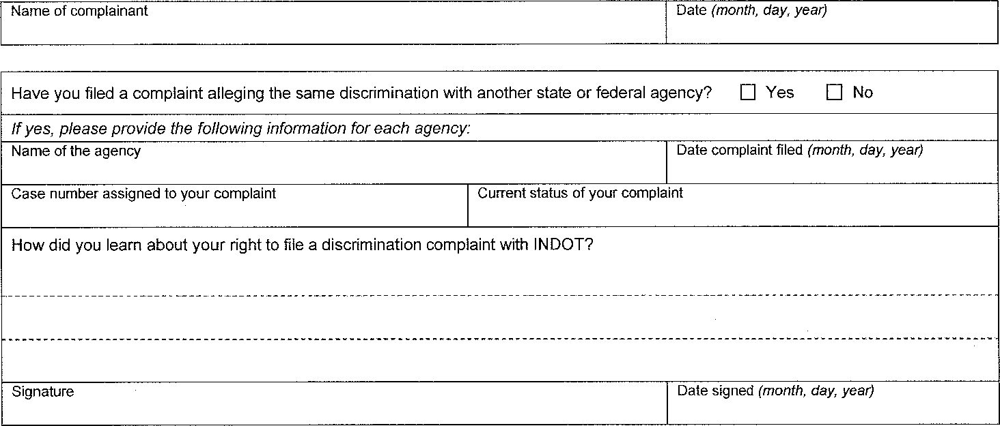 Name of complainant
Date (month, day, year)
Have you filed a complaint alleging the same discrimination with another state or federal agency? ☐ Yes ☐ No
If yes, please provide the following information for each agency:
Name of the agency
Date complaint filed (month, day, year)
Case number assigned to your complaint
Current status of your complaint
How did you learn about your right to file a discrimination complaint with INDOT?
Signature
Date signed (month, day, year)